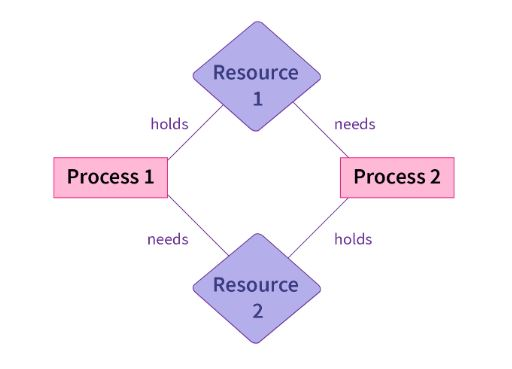 Resource
1
holds
needs
Process 1
Process 2
needs
holds
Resource
2